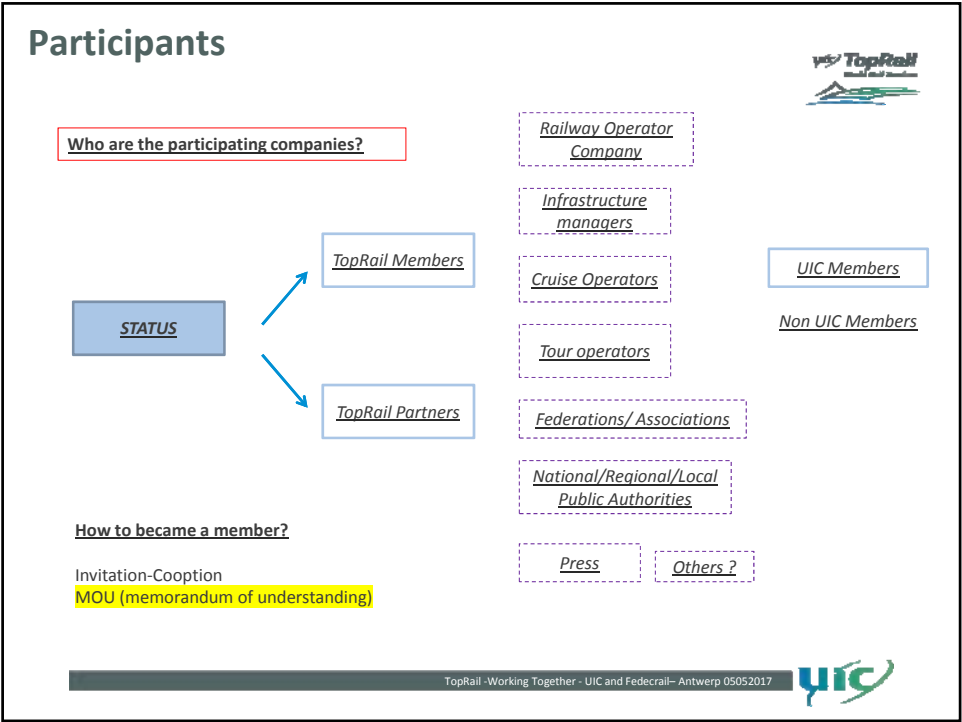 Participants
uic TopRail
Who are the participating companies?
Railway Operator
Company
Infrastructure
managers
TopRail Members
Cruise Operators
UIC Members
STATUS
Non UIC Members
Tour operators
TopRail Partners
Federations/ Associations
National/Regional/Local
Public Authorities
How to became a member?
Press
Others ?
Invitation-Cooption
MOU (memorandum of understanding)
TopRail -Working Together - UIC and Fedecrail– Antwerp 05052017
uic